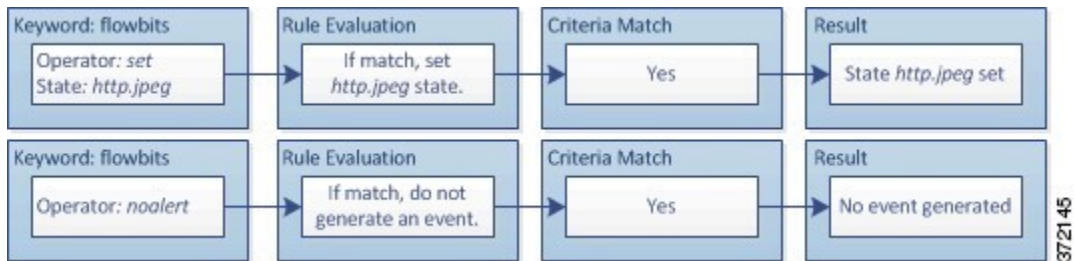 Keyword: flowbits
Operator: set
State: http.jpeg
Rule Evaluation
If match, set
http.jpeg state.
Criteria Match
Yes
Result
State http.jpeg set
Keyword: flowbits
Operator: noalert
Rule Evaluation
If match, do not
generate an event.
Criteria Match
Yes
Result
No event generated
372145